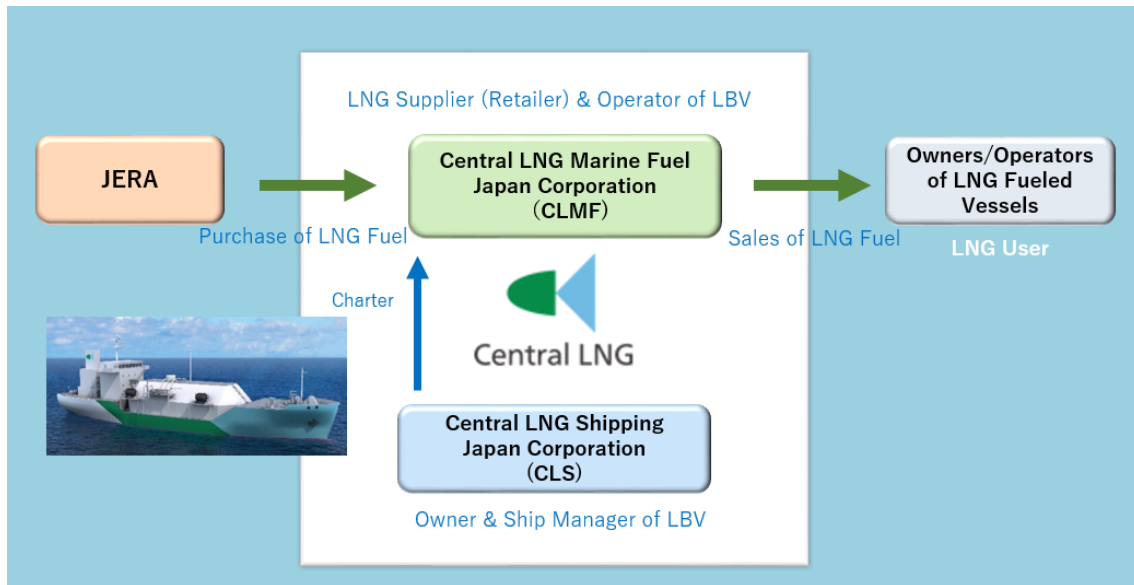 LNG Supplier (Retailer) & Operator of LBV
JERA
Central LNG Marine Fuel
Japan Corporation
(CLMF)
Owners/Operators
of LNG Fueled
Vessels
Purchase of LNG Fuel
Sales of LNG Fuel
LNG User
Charter
Central LNG
Central LNG Shipping
Japan Corporation
(CLS)
Owner & Ship Manager of LBV